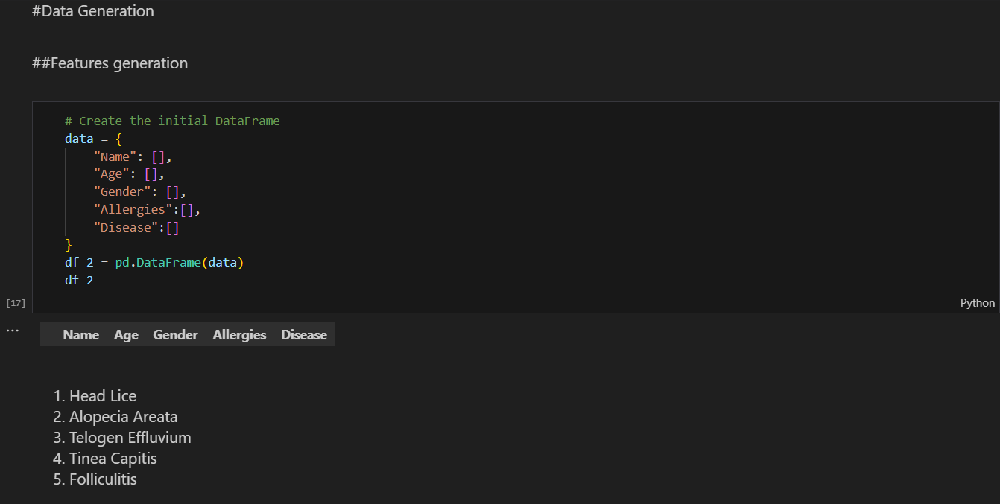 #Data Generation
##Features generation
# Create the initial DataFrame
data = {
"Name": [],
"Age": [],
"Gender": [],
"Allergies":[],
"Disease":[]
}
df_2 = pd.DataFrame(data)
df_2
[17]
Python
...
Name Age Gender Allergies Disease
1. Head Lice
2. Alopecia Areata
3. Telogen Effluvium
4. Tinea Capitis
5. Folliculitis